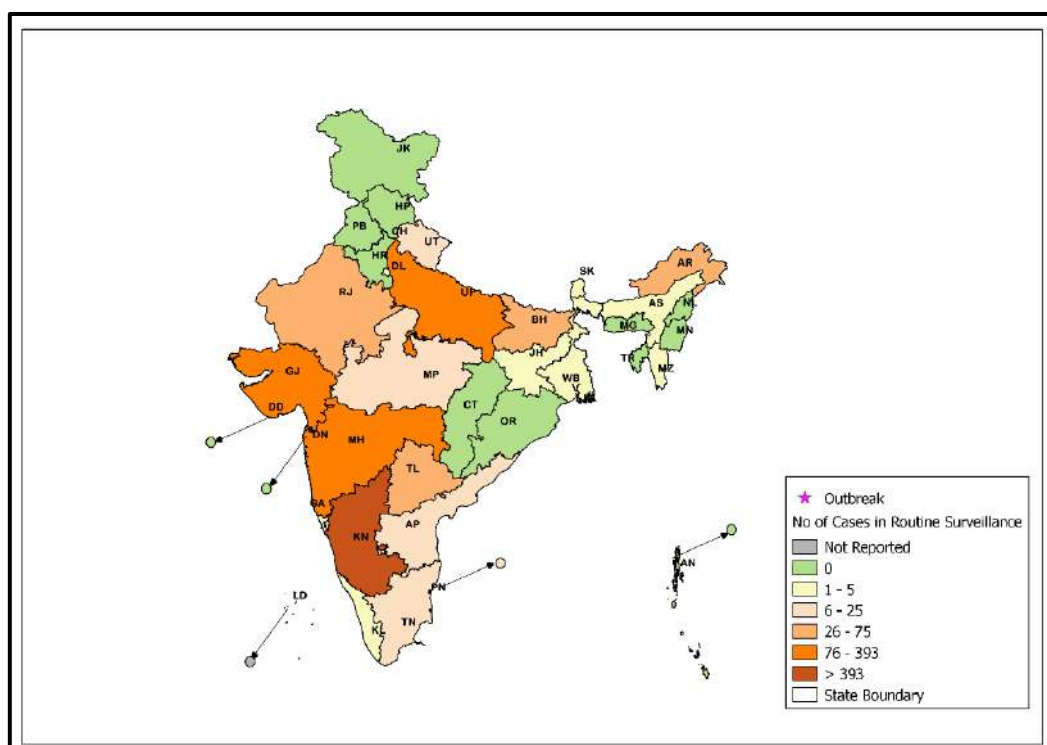 JK
HP
PB
CH
UT
HR
DL
AR
SK
RJ
UP
AS
NL
BH
MG
MN
TR
JH
MZ
GJ
MP
WB
CT
DD
OR
DN
MH
TL
GA
AP
KN
AN
PN
LD
TN
KL
Outbreak
No of Cases in Routine Surveillance
Not Reported
0
1 - 5
6 - 25
26 - 75
76 - 393
> 393
State Boundary